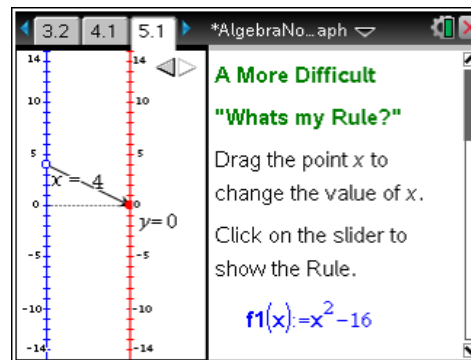 3.2 4.1 5.1 *AlgebraNo…aph
14 14
10 10
5 5
x = 4
0 0
y=0
-5 -5
-10 -10
-14 -14
A More Difficult
"Whats my Rule?"
Drag the point x to
change the value of x.
Click on the slider to
show the Rule.
f1(x):=x²-16